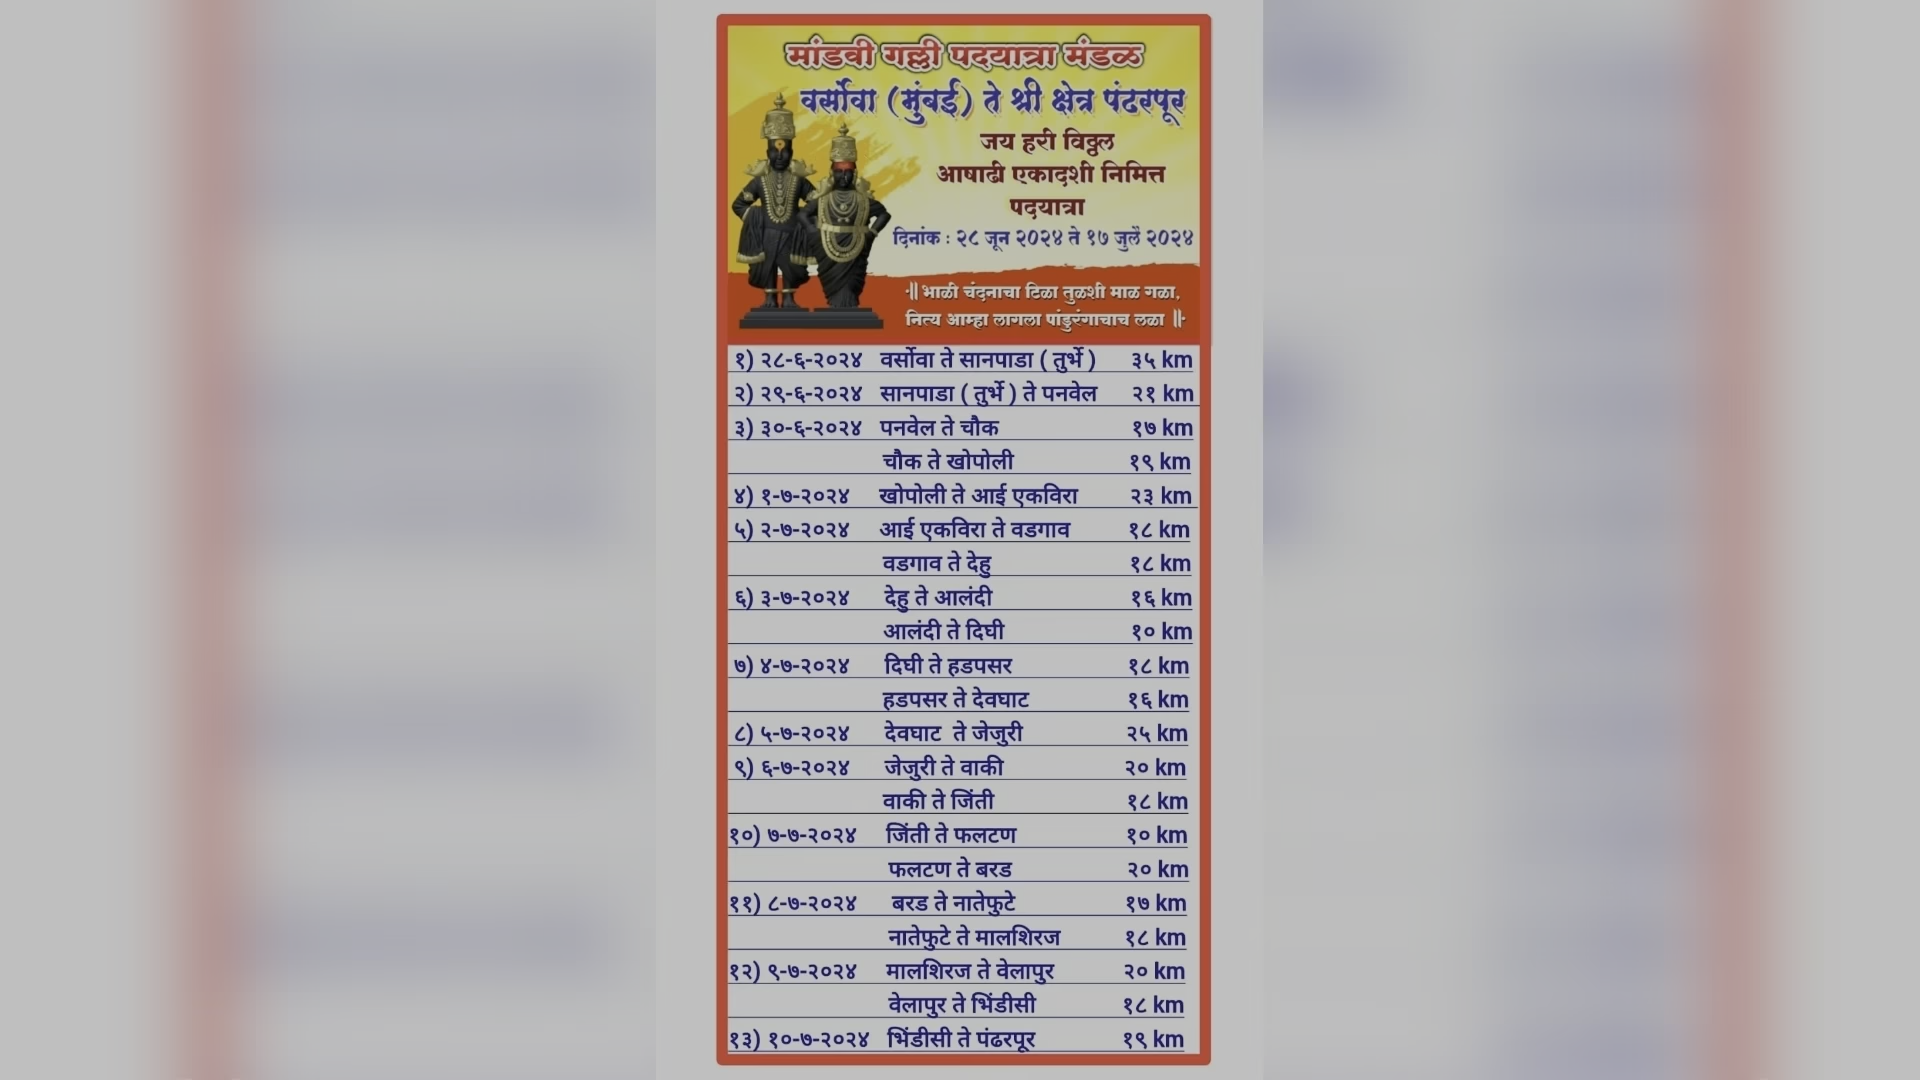 मांडवी गल्ली पदयात्रा मंडळ
वर्सोवा (मुंबई) ते श्री क्षेत्र पंढरपूर
जय हरी विठ्ठल
आषाढी एकादशी निमित्त
पदयात्रा
दिनांक : २८ जून २०२४ ते १७ जुलै २०२४
॥ भाळी चंदनाचा टिळा तुळशी माळ गळा,
नित्य आम्हा लागला पांडुरंगाचाच लळा ॥
१) २८-६-२०२४ वर्सोवा ते सानपाडा ( तुर्भे ) ३५ km
२) २९-६-२०२४ सानपाडा ( तुर्भे ) ते पनवेल २१ km
३) ३०-६-२०२४ पनवेल ते चौक १७ km
चौक ते खोपोली १९ km
४) १-७-२०२४ खोपोली ते आई एकविरा २३ km
५) २-७-२०२४ आई एकविरा ते वडगाव १८ km
वडगाव ते देहु १८ km
६) ३-७-२०२४ देहु ते आलंदी १६ km
आलंदी ते दिघी १० km
७) ४-७-२०२४ दिघी ते हडपसर १८ km
हडपसर ते देवघाट १६ km
८) ५-७-२०२४ देवघाट ते जेजुरी २५ km
९) ६-७-२०२४ जेजुरी ते वाकी २० km
वाकी ते जिंती १८ km
१०) ७-७-२०२४ जिंती ते फलटण १० km
फलटण ते बरड २० km
११) ८-७-२०२४ बरड ते नातेफुटे १७ km
नातेफुटे ते मालशिरज १८ km
१२) ९-७-२०२४ मालशिरज ते वेलापुर २० km
वेलापुर ते भिंडीसी १८ km
१३) १०-७-२०२४ भिंडीसी ते पंढरपूर १९ km